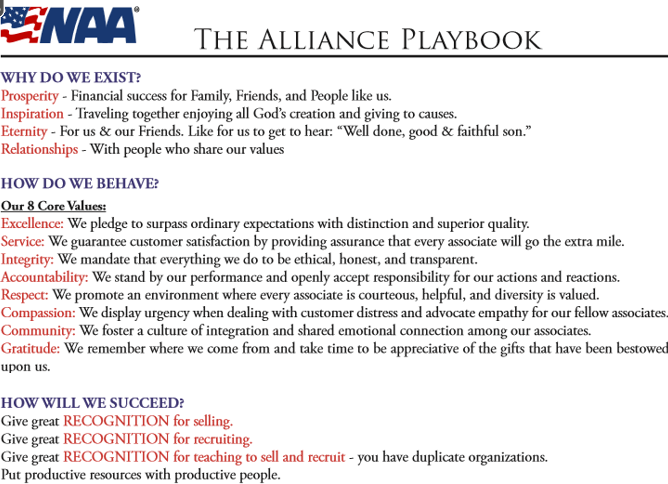 NAA®
THE ALLIANCE PLAYBOOK
WHY DO WE EXIST?
Prosperity - Financial success for Family, Friends, and People like us.
Inspiration - Traveling together enjoying all God's creation and giving to causes.
Eternity - For us & our Friends. Like for us to get to hear: “Well done, good & faithful son.”
Relationships - With people who share our values
HOW DO WE BEHAVE?
Our 8 Core Values:
Excellence: We pledge to surpass ordinary expectations with distinction and superior quality.
Service: We guarantee customer satisfaction by providing assurance that every associate will go the extra mile.
Integrity: We mandate that everything we do to be ethical, honest, and transparent.
Accountability: We stand by our performance and openly accept responsibility for our actions and reactions.
Respect: We promote an environment where every associate is courteous, helpful, and diversity is valued.
Compassion: We display urgency when dealing with customer distress and advocate empathy for our fellow associates.
Community: We foster a culture of integration and shared emotional connection among our associates.
Gratitude: We remember where we come from and take time to be appreciative of the gifts that have been bestowed
upon us.
HOW WILL WE SUCCEED?
Give great RECOGNITION for selling.
Give great RECOGNITION for recruiting.
Give great RECOGNITION for teaching to sell and recruit - you have duplicate organizations.
Put productive resources with productive people.